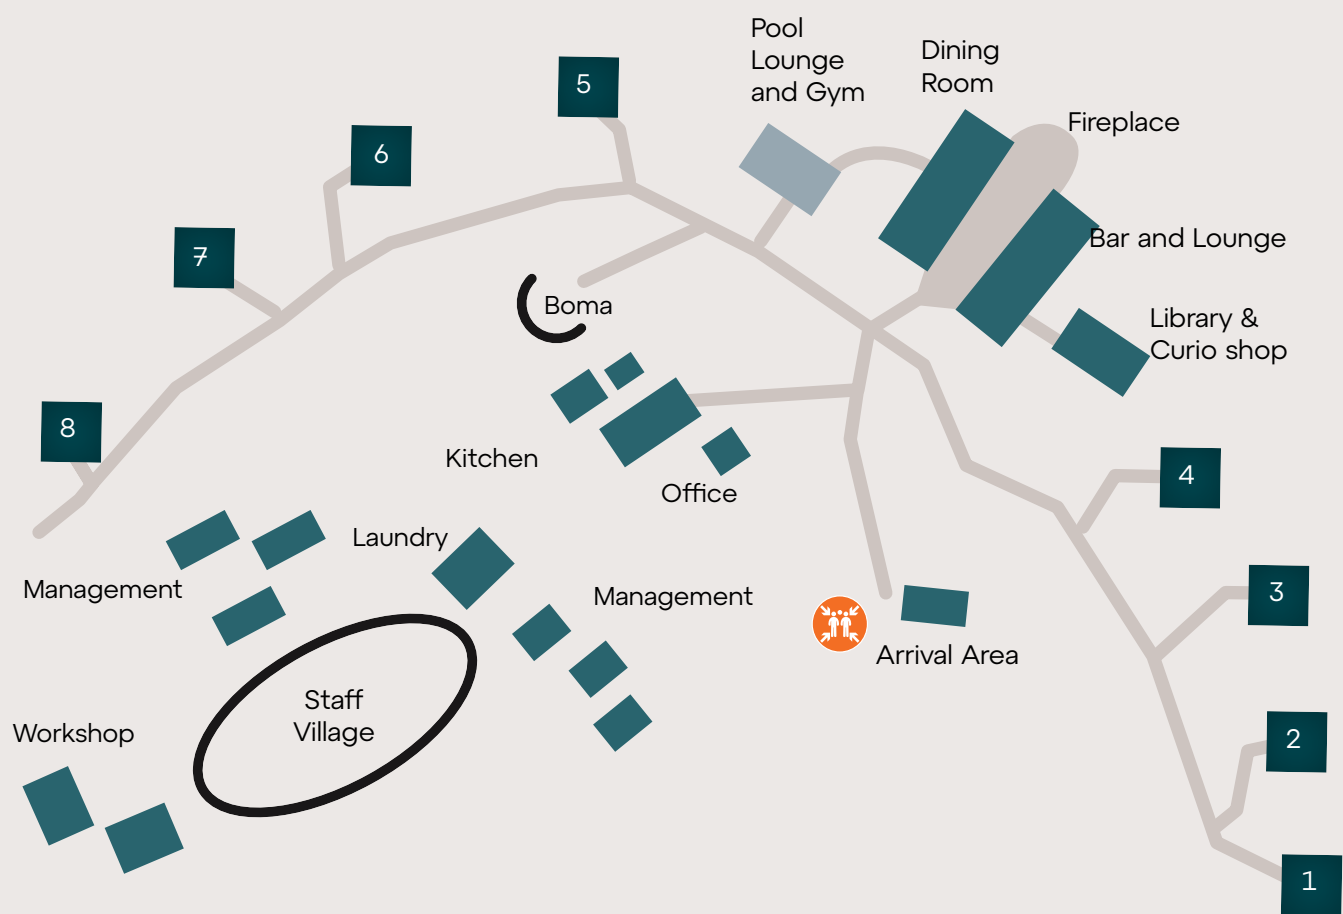 Pool
Lounge
and Gym
Dining
Room
Fireplace
5
6
7
Bar and Lounge
Boma
Library &
Curio shop
8
Kitchen
Office
4
Laundry
Management
Management
3
Arrival Area
Staff
Village
Workshop
2
1